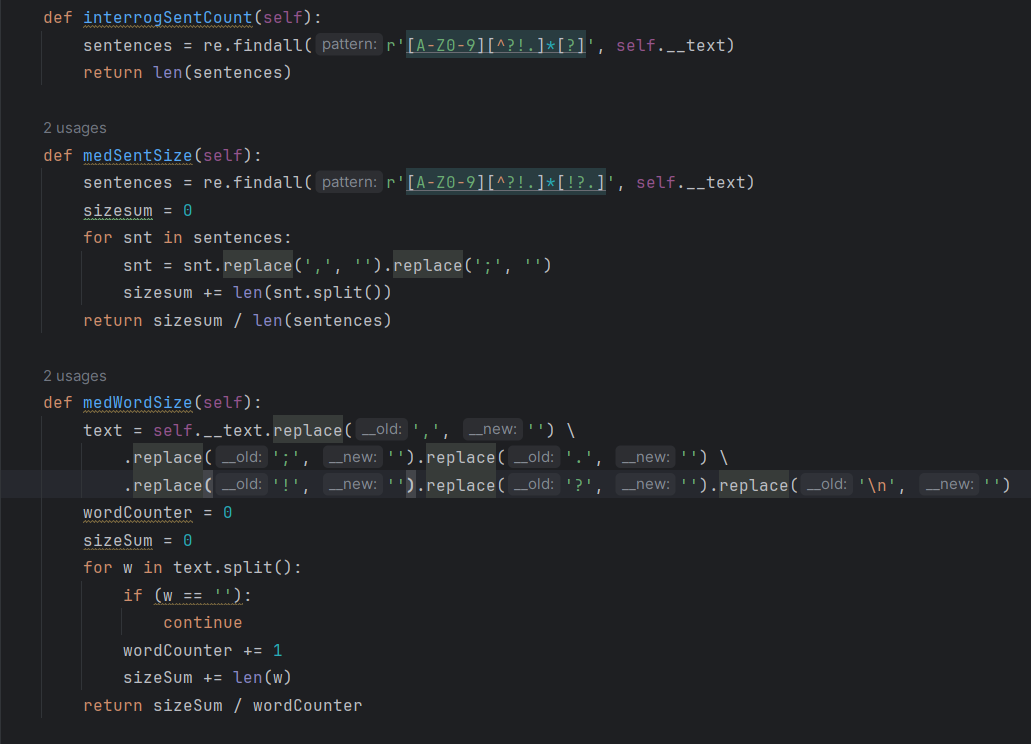 def interrogSentCount(self):
    sentences = re.findall( pattern: r'[A-Z0-9][^?!.]*[?]', self.__text)
    return len(sentences)

2 usages
def medSentSize(self):
    sentences = re.findall( pattern: r'[A-Z0-9][^?!.]*[!?.]', self.__text)
    sizesum = 0
    for snt in sentences:
        snt = snt.replace(',', '').replace(';', '')
        sizesum += len(snt.split())
    return sizesum / len(sentences)

2 usages
def medWordSize(self):
    text = self.__text.replace( __old: ',', __new: '') \
        .replace( __old: ';', __new: '').replace( __old: '.', __new: '') \
        .replace( __old: '!', __new: '').replace( __old: '?', __new: '').replace( __old: '\n', __new: '')
    wordCounter = 0
    sizeSum = 0
    for w in text.split():
        if (w == ''):
            continue
        wordCounter += 1
        sizeSum += len(w)
    return sizeSum / wordCounter